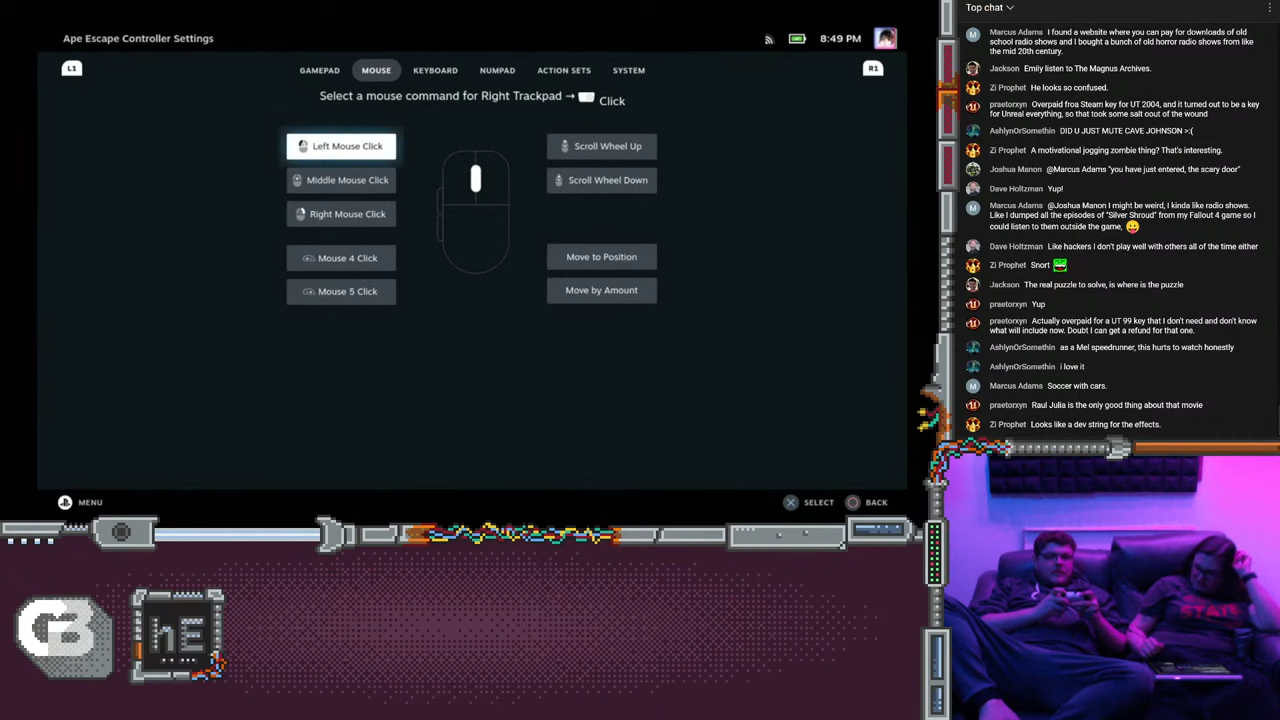 Ape Escape Controller Settings
8:49 PM
L1
GAMEPAD
MOUSE
KEYBOARD
NUMPAD
ACTION SETS
SYSTEM
R1
Select a mouse command for Right Trackpad → Click
Left Mouse Click
Middle Mouse Click
Right Mouse Click
Mouse 4 Click
Mouse 5 Click
Scroll Wheel Up
Scroll Wheel Down
Move to Position
Move by Amount
MENU
SELECT
BACK
Top chat
Marcus Adams I found a website where you can pay for downloads of old
school radio shows and I bought a bunch of old horror radio shows from like
the mid 20th century.
Jackson Emily listen to The Magnus Archives.
Zi Prophet He looks so confused.
praetorxyn Overpaid froa Steam key for UT 2004, and it turned out to be a key
for Unreal everything, so that took some salt oout of the wound
AshlynOrSomethin DID U JUST MUTE CAVE JOHNSON >:(
Zi Prophet A motivational jogging zombie thing? That's interesting.
Joshua Manon @Marcus Adams "you have just entered, the scary door"
Dave Holtzman Yup!
Marcus Adams @Joshua Manon I might be weird, I kinda like radio shows.
Like I dumped all the episodes of "Silver Shroud" from my Fallout 4 game so I
could listen to them outside the game,
Dave Holtzman Like hackers I don't play well with others all of the time either
Zi Prophet Snort
Jackson The real puzzle to solve, is where is the puzzle
praetorxyn Yup
praetorxyn Actually overpaid for a UT 99 key that I don't need and don't know
what will include now. Doubt I can get a refund for that one.
AshlynOrSomethin as a Mel speedrunner, this hurts to watch honestly
AshlynOrSomethin i love it
Marcus Adams Soccer with cars.
praetorxyn Raul Julia is the only good thing about that movie
Zi Prophet Looks like a dev string for the effects.
GB
hE